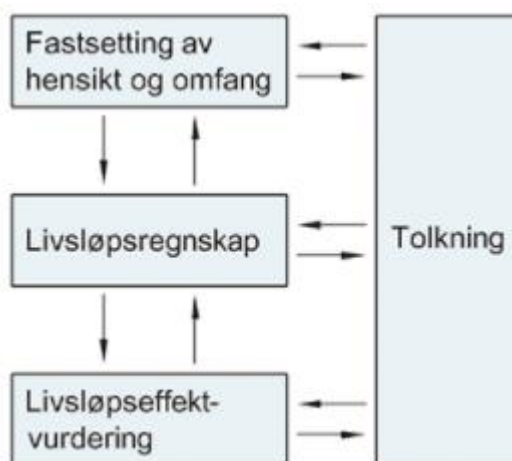 Fastsetting av
hensikt og omfang
Livsløpsregnskap
Tolkning
Livsløpseffekt-
vurdering